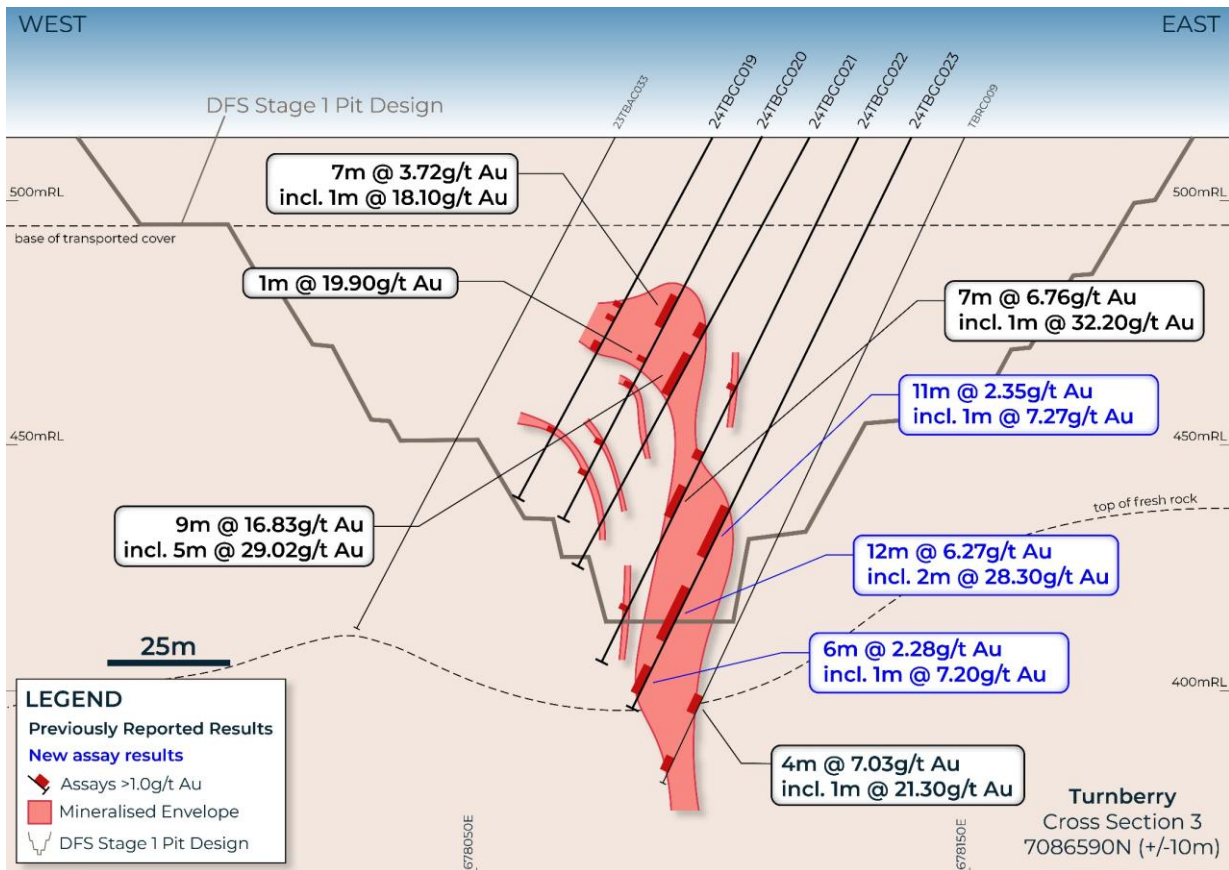 WEST
EAST
DFS Stage 1 Pit Design
23TBAC033
24TBGC019
24TBGC020
24TBGC021
24TBGC022
24TBGC023
TBRC009
500mRL
500mRL
base of transported cover
7m @ 3.72g/t Au
incl. 1m @ 18.10g/t Au
1m @ 19.90g/t Au
7m @ 6.76g/t Au
incl. 1m @ 32.20g/t Au
11m @ 2.35g/t Au
incl. 1m @ 7.27g/t Au
450mRL
450mRL
top of fresh rock
9m @ 16.83g/t Au
incl. 5m @ 29.02g/t Au
12m @ 6.27g/t Au
incl. 2m @ 28.30g/t Au
25m
6m @ 2.28g/t Au
incl. 1m @ 7.20g/t Au
400mRL
4m @ 7.03g/t Au
incl. 1m @ 21.30g/t Au
LEGEND
Previously Reported Results
New assay results
Assays >1.0g/t Au
Mineralised Envelope
DFS Stage 1 Pit Design
678050E
678150E
Turnberry
Cross Section 3
7086590N (+/-10m)